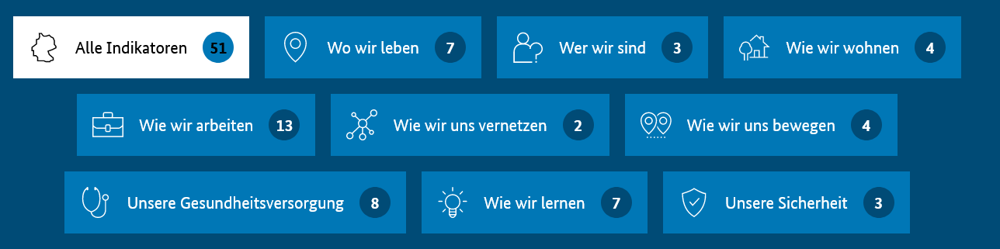 Alle Indikatoren 51
Wo wir leben 7
Wer wir sind 3
Wie wir wohnen 4
Wie wir arbeiten 13
Wie wir uns vernetzen 2
Wie wir uns bewegen 4
Unsere Gesundheitsversorgung 8
Wie wir lernen 7
Unsere Sicherheit 3